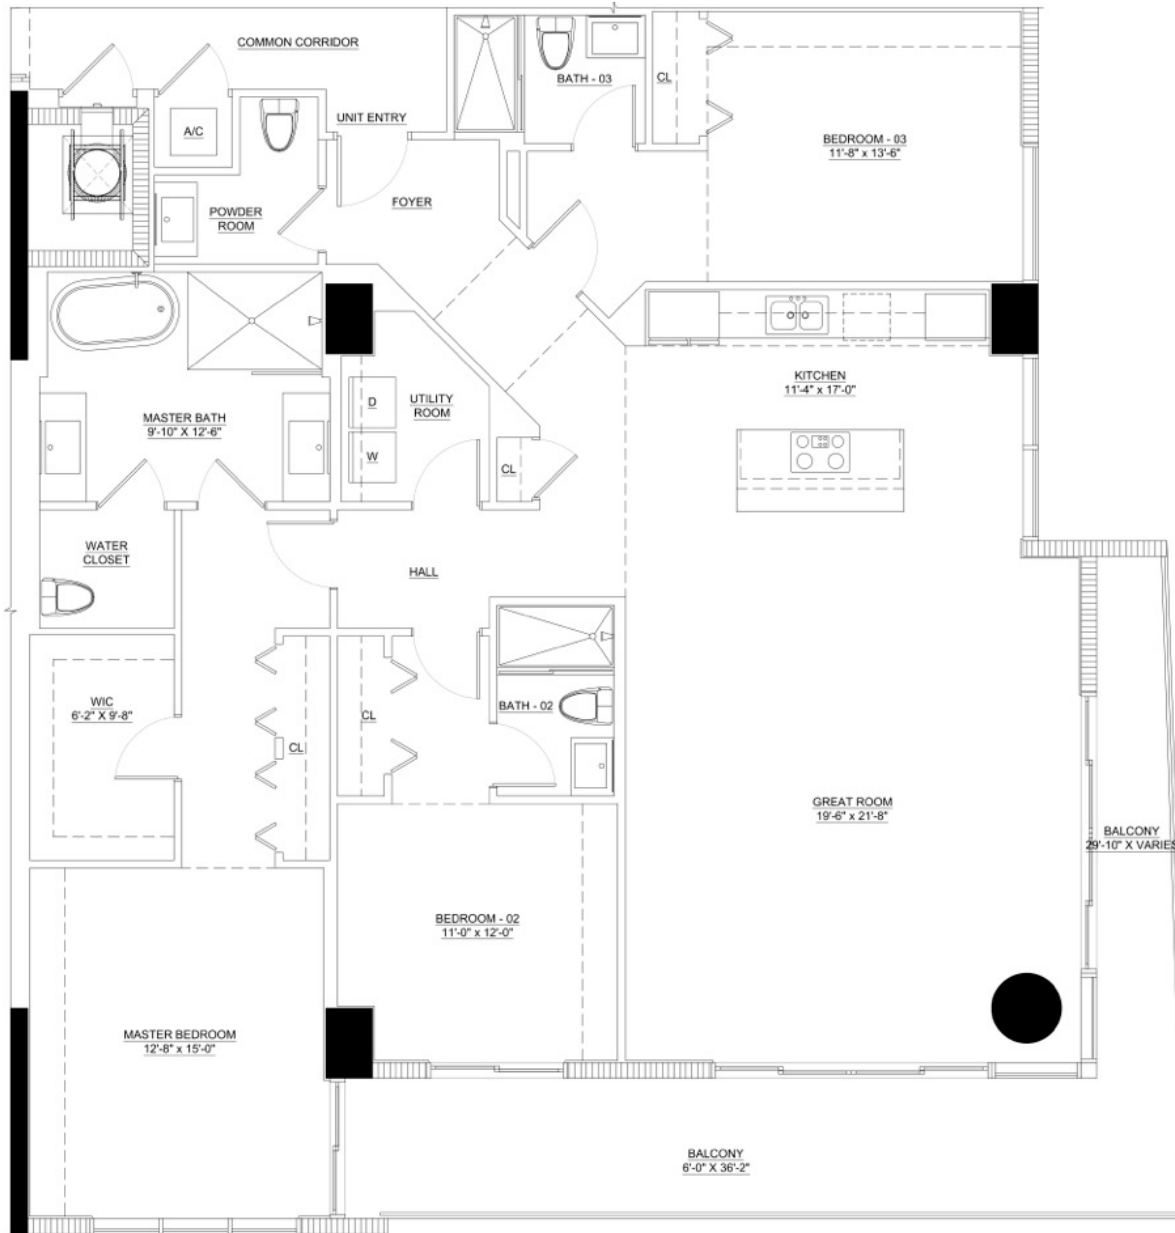 COMMON CORRIDOR
BATH - 03
CL
A/C
UNIT ENTRY
BEDROOM - 03
11'-8" x 13'-6"
FOYER
POWDER
ROOM
KITCHEN
11'-4" x 17'-0"
D
UTILITY
ROOM
MASTER BATH
9'-10" X 12'-6"
W
CL
WATER
CLOSET
HALL
WIC
6'-2" X 9'-8"
BATH - 02
CL
CL
GREAT ROOM
19'-6" x 21'-8"
BALCONY
29'-10" X VARIES
BEDROOM - 02
11'-0" x 12'-0"
MASTER BEDROOM
12'-8" x 15'-0"
BALCONY
6'-0" X 36'-2"